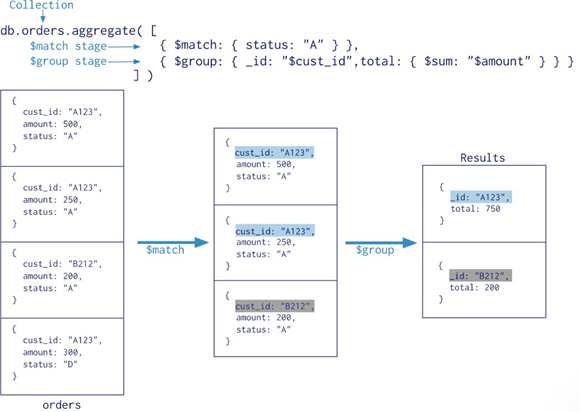 Collection
db.orders.aggregate( [
$match stage { $match: { status: "A" } },
$group stage { $group: { _id: "$cust_id",total: { $sum: "$amount" } } }
] )
{
cust_id: "A123",
amount: 500,
status: "A"
}
{
cust_id: "A123",
amount: 250,
status: "A"
}
{
cust_id: "B212",
amount: 200,
status: "A"
}
{
cust_id: "A123",
amount: 300,
status: "D"
}
orders
$match
{
cust_id: "A123",
amount: 500,
status: "A"
}
{
cust_id: "A123",
amount: 250,
status: "A"
}
{
cust_id: "B212",
amount: 200,
status: "A"
}
$group
Results
{
_id: "A123",
total: 750
}
{
_id: "B212",
total: 200
}